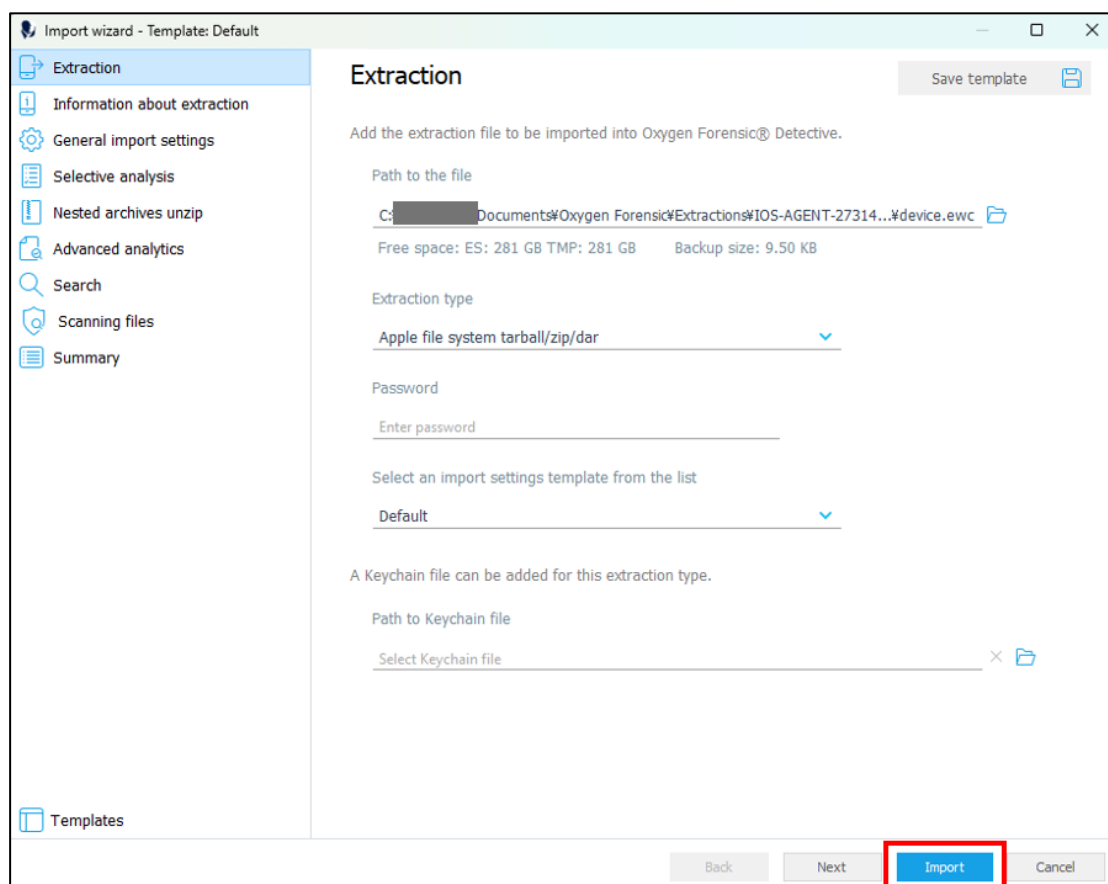 Import wizard - Template: Default
Extraction
Information about extraction
General import settings
Selective analysis
Nested archives unzip
Advanced analytics
Search
Scanning files
Summary
Templates
Extraction
Save template
Add the extraction file to be imported into Oxygen Forensic® Detective.
Path to the file
C:¥ Documents¥Oxygen Forensic¥Extractions¥IOS-AGENT-27314...¥device.ewc
Free space: ES: 281 GB TMP: 281 GB Backup size: 9.50 KB
Extraction type
Apple file system tarball/zip/dar
Password
Enter password
Select an import settings template from the list
Default
A Keychain file can be added for this extraction type.
Path to Keychain file
Select Keychain file
Back Next Import Cancel